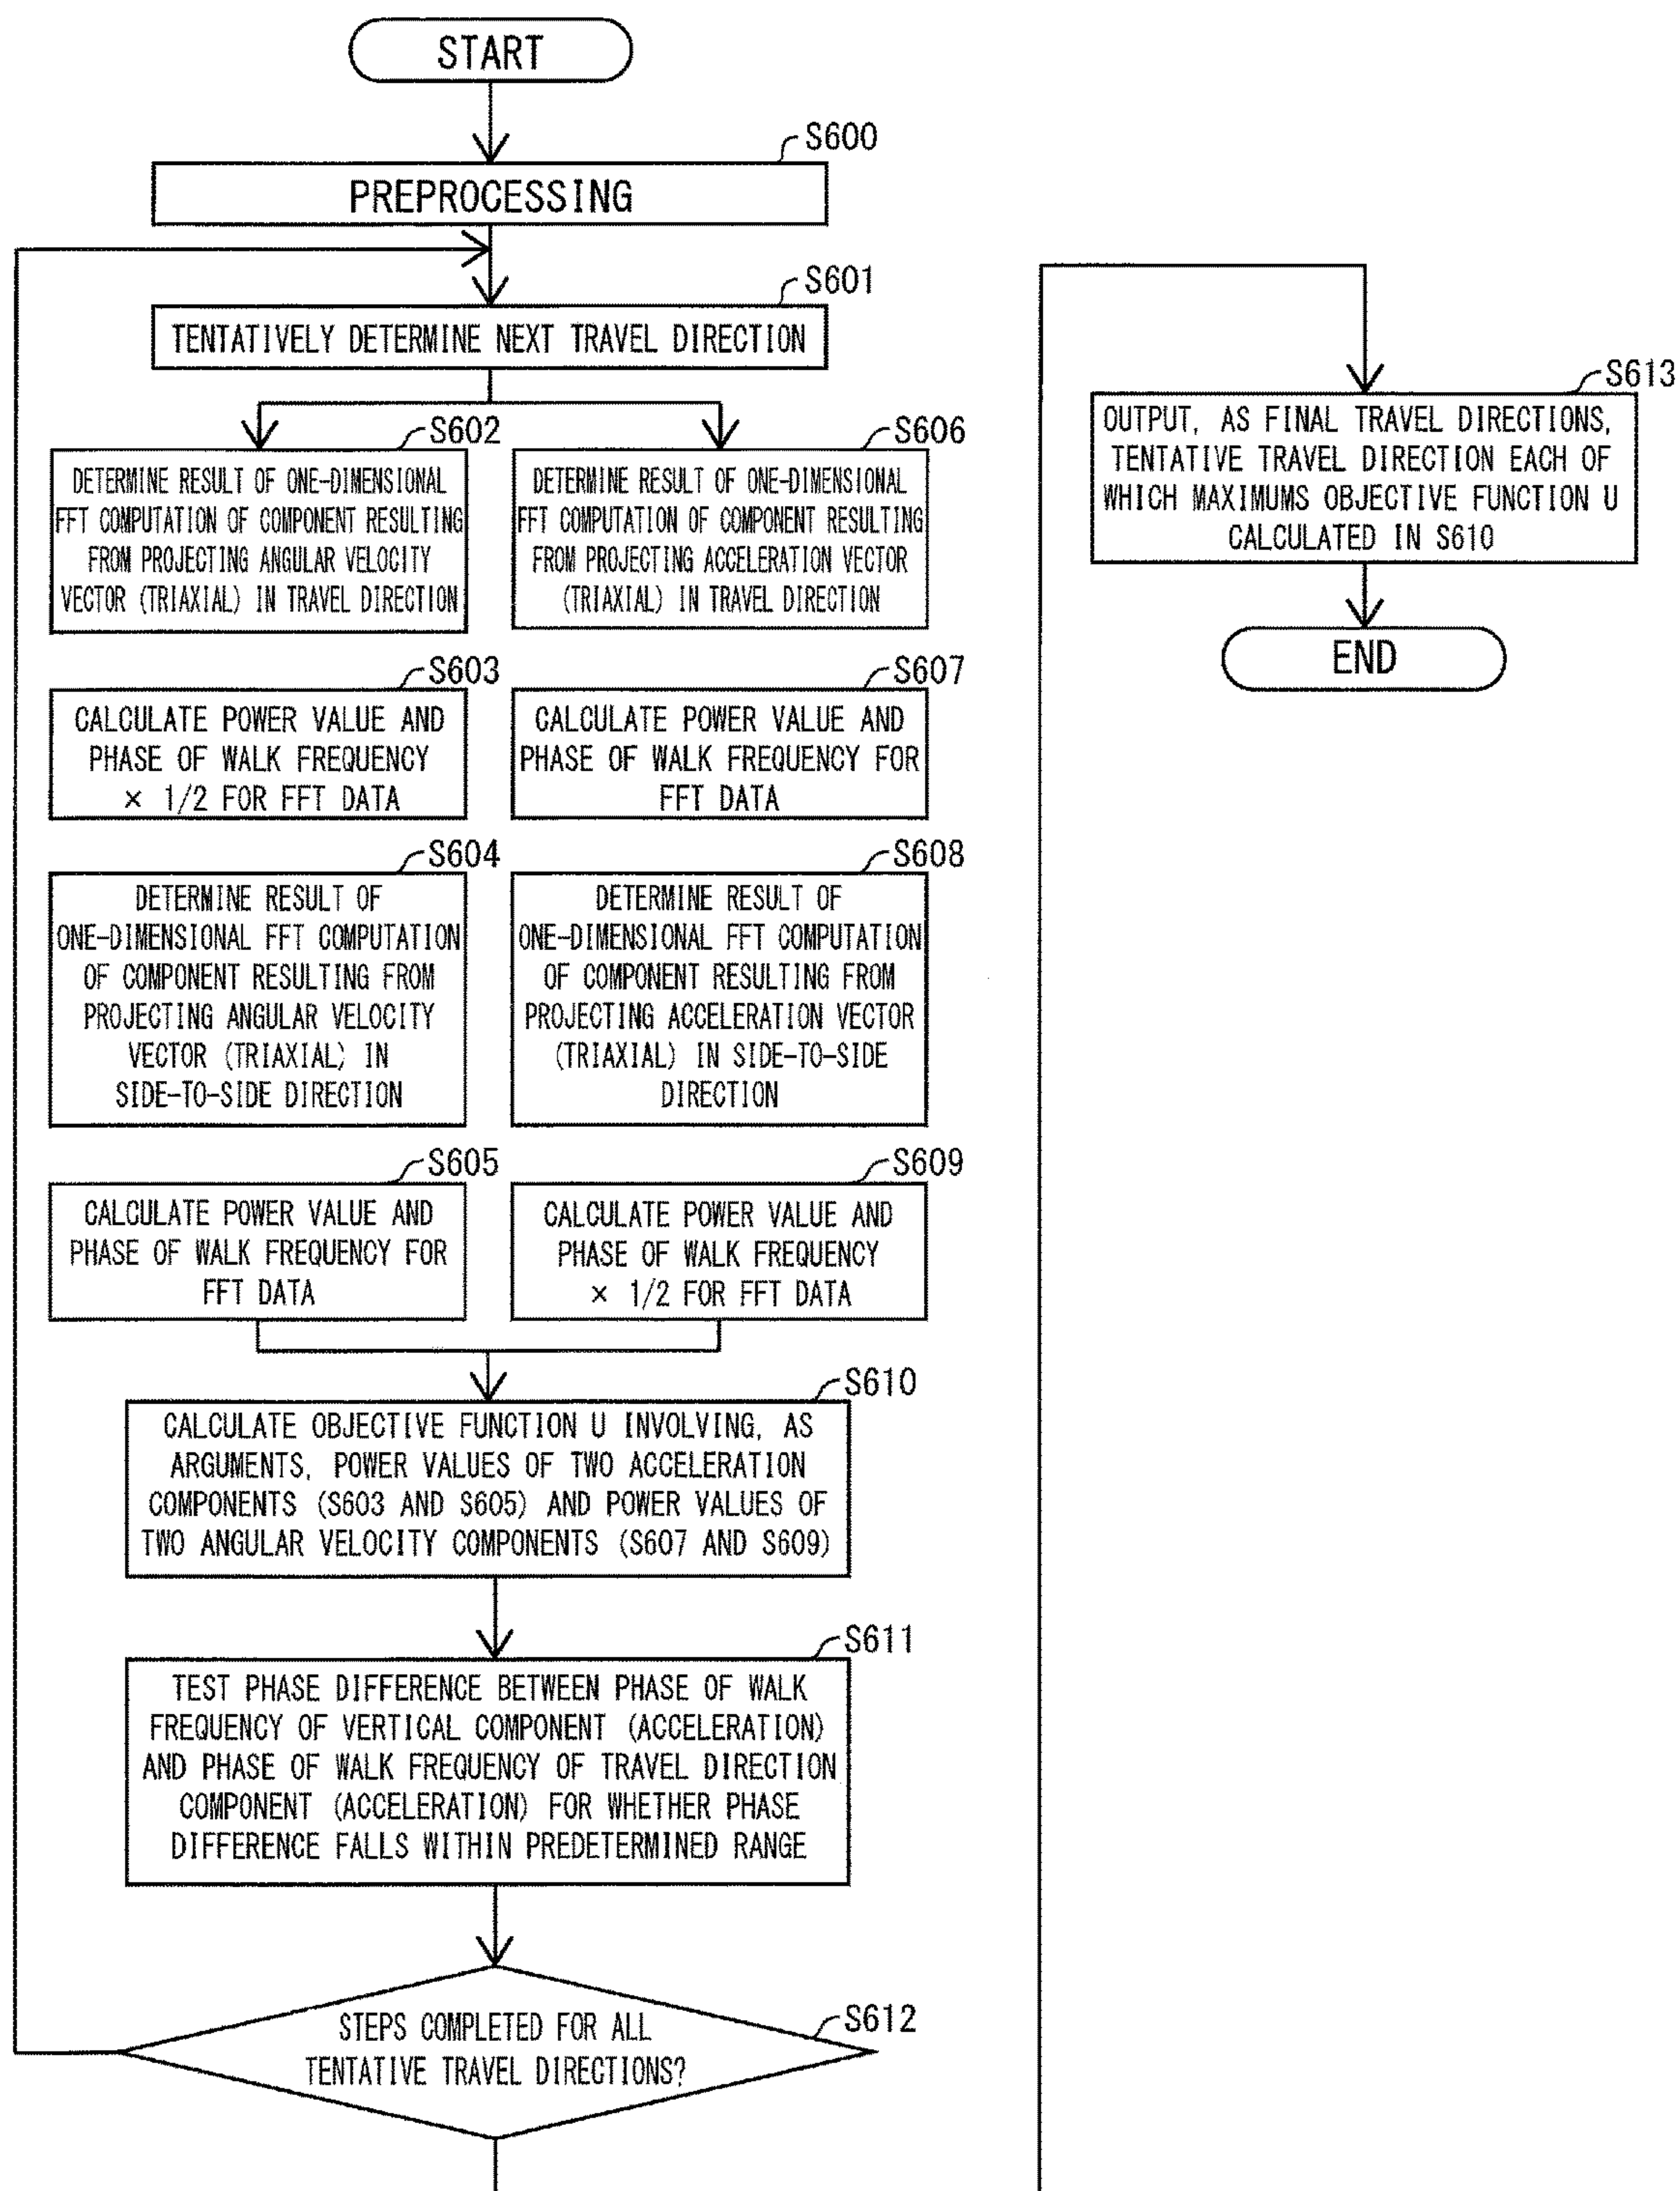 START
S600
PREPROCESSING
S601
TENTATIVELY DETERMINE NEXT TRAVEL DIRECTION
S602
DETERMINE RESULT OF ONE-DIMENSIONAL
FFT COMPUTATION OF COMPONENT RESULTING
FROM PROJECTING ANGULAR VELOCITY
VECTOR (TRIAXIAL) IN TRAVEL DIRECTION
S606
DETERMINE RESULT OF ONE-DIMENSIONAL
FFT COMPUTATION OF COMPONENT RESULTING
FROM PROJECTING ACCELERATION VECTOR
(TRIAXIAL) IN TRAVEL DIRECTION
S603
CALCULATE POWER VALUE AND
PHASE OF WALK FREQUENCY
× 1/2 FOR FFT DATA
S607
CALCULATE POWER VALUE AND
PHASE OF WALK FREQUENCY FOR
FFT DATA
S604
DETERMINE RESULT OF
ONE-DIMENSIONAL FFT COMPUTATION
OF COMPONENT RESULTING FROM
PROJECTING ANGULAR VELOCITY
VECTOR (TRIAXIAL) IN
SIDE-TO-SIDE DIRECTION
S608
DETERMINE RESULT OF
ONE-DIMENSIONAL FFT COMPUTATION
OF COMPONENT RESULTING FROM
PROJECTING ACCELERATION VECTOR
(TRIAXIAL) IN SIDE-TO-SIDE
DIRECTION
S605
CALCULATE POWER VALUE AND
PHASE OF WALK FREQUENCY FOR
FFT DATA
S609
CALCULATE POWER VALUE AND
PHASE OF WALK FREQUENCY
× 1/2 FOR FFT DATA
S610
CALCULATE OBJECTIVE FUNCTION U INVOLVING, AS
ARGUMENTS, POWER VALUES OF TWO ACCELERATION
COMPONENTS (S603 AND S605) AND POWER VALUES OF
TWO ANGULAR VELOCITY COMPONENTS (S607 AND S609)
S611
TEST PHASE DIFFERENCE BETWEEN PHASE OF WALK
FREQUENCY OF VERTICAL COMPONENT (ACCELERATION)
AND PHASE OF WALK FREQUENCY OF TRAVEL DIRECTION
COMPONENT (ACCELERATION) FOR WHETHER PHASE
DIFFERENCE FALLS WITHIN PREDETERMINED RANGE
S612
STEPS COMPLETED FOR ALL
TENTATIVE TRAVEL DIRECTIONS?
S613
OUTPUT, AS FINAL TRAVEL DIRECTIONS,
TENTATIVE TRAVEL DIRECTION EACH OF
WHICH MAXIMUMS OBJECTIVE FUNCTION U
CALCULATED IN S610
END